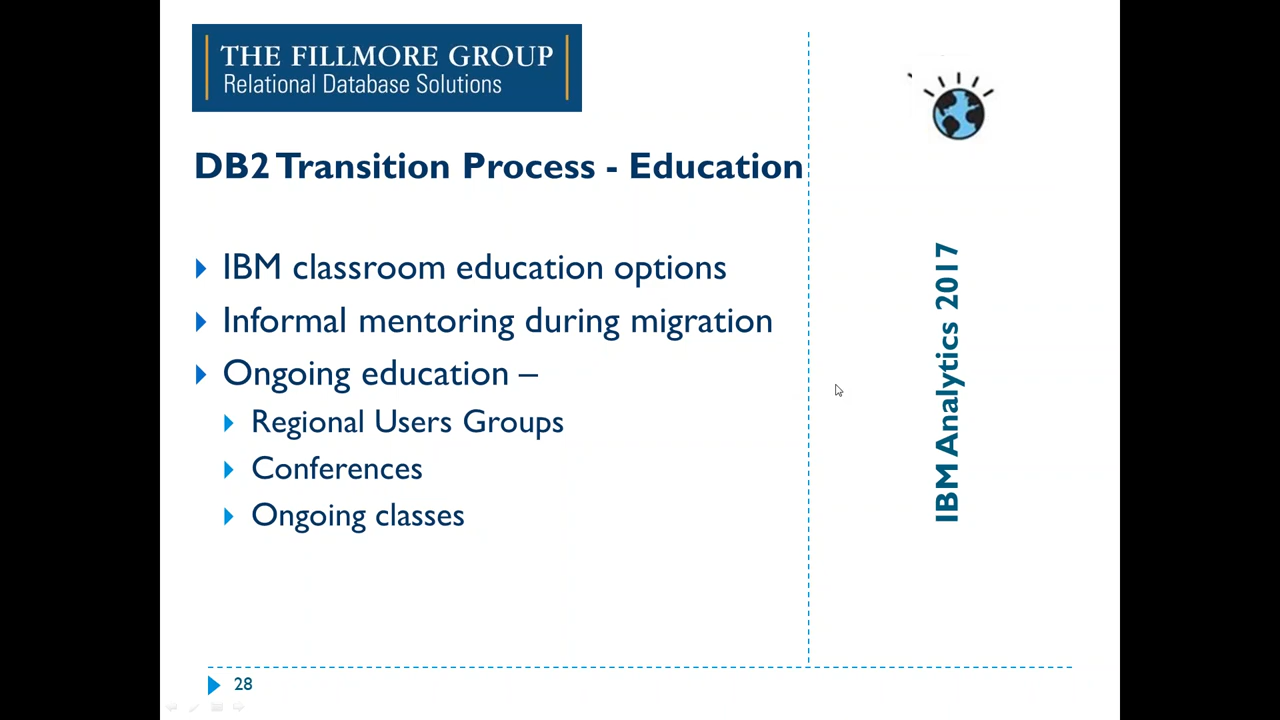 THE FILLMORE GROUP
Relational Database Solutions
DB2 Transition Process - Education
IBM classroom education options
Informal mentoring during migration
Ongoing education –
Regional Users Groups
Conferences
Ongoing classes
IBM Analytics 2017
28